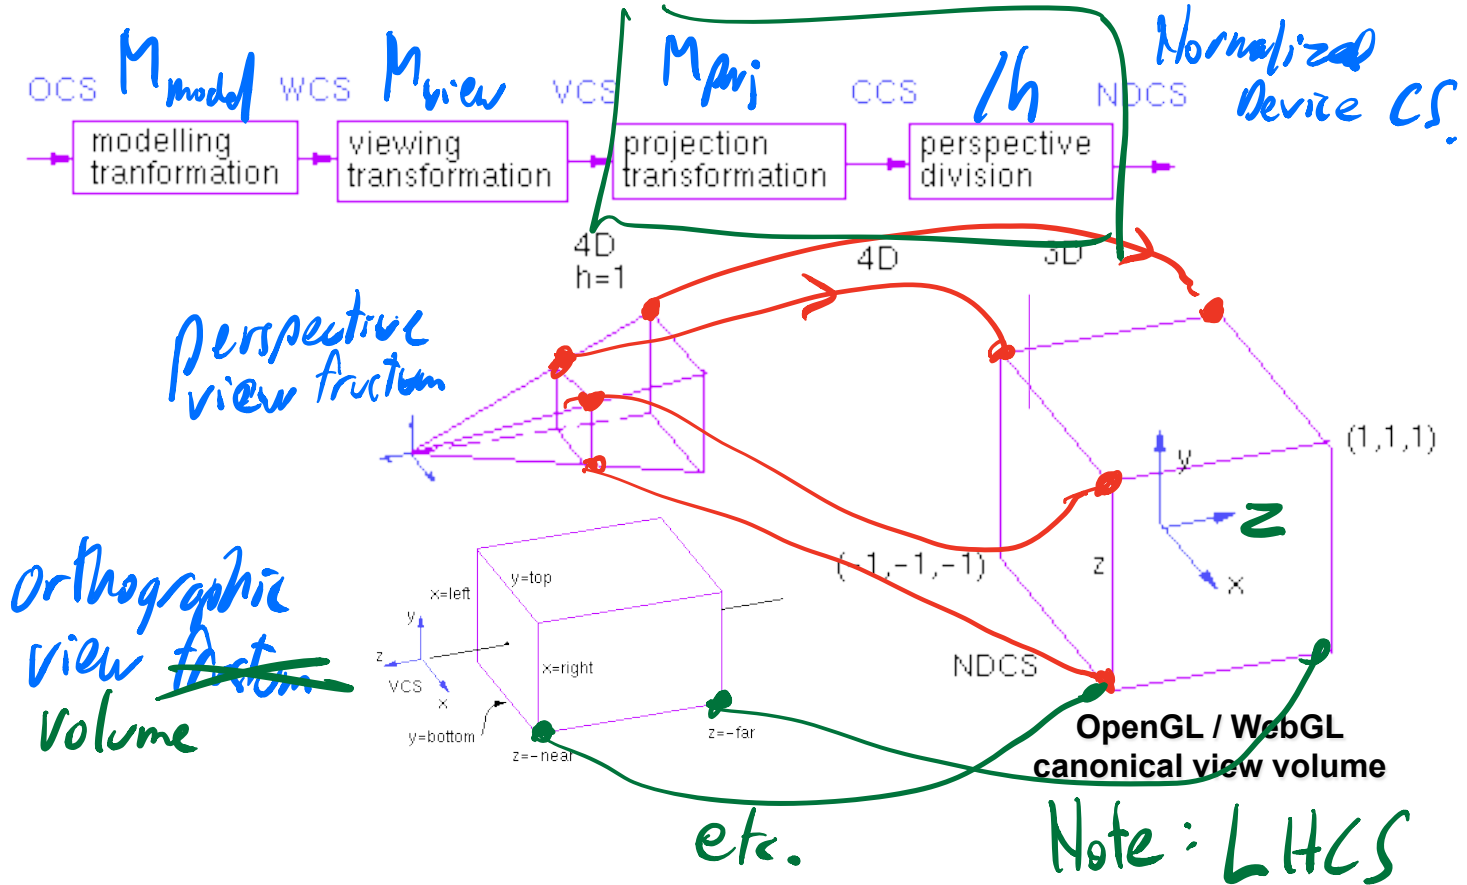 Normalized
Device CS.
M model
M view
M proj
/h
OCS
WCS
VCS
CCS
NDCS
modelling
tranformation
viewing
transformation
projection
transformation
perspective
division
4D
h=1
4D
3D
perspective
view fructum
(1,1,1)
y
z
x
z
(-1,-1,-1)
NDCS
Orthographic
view
volume
x=left
y=top
x=right
y
z
x
VCS
y=bottom
z=-near
z=-far
OpenGL / WebGL
canonical view volume
etc.
Note: LHCS